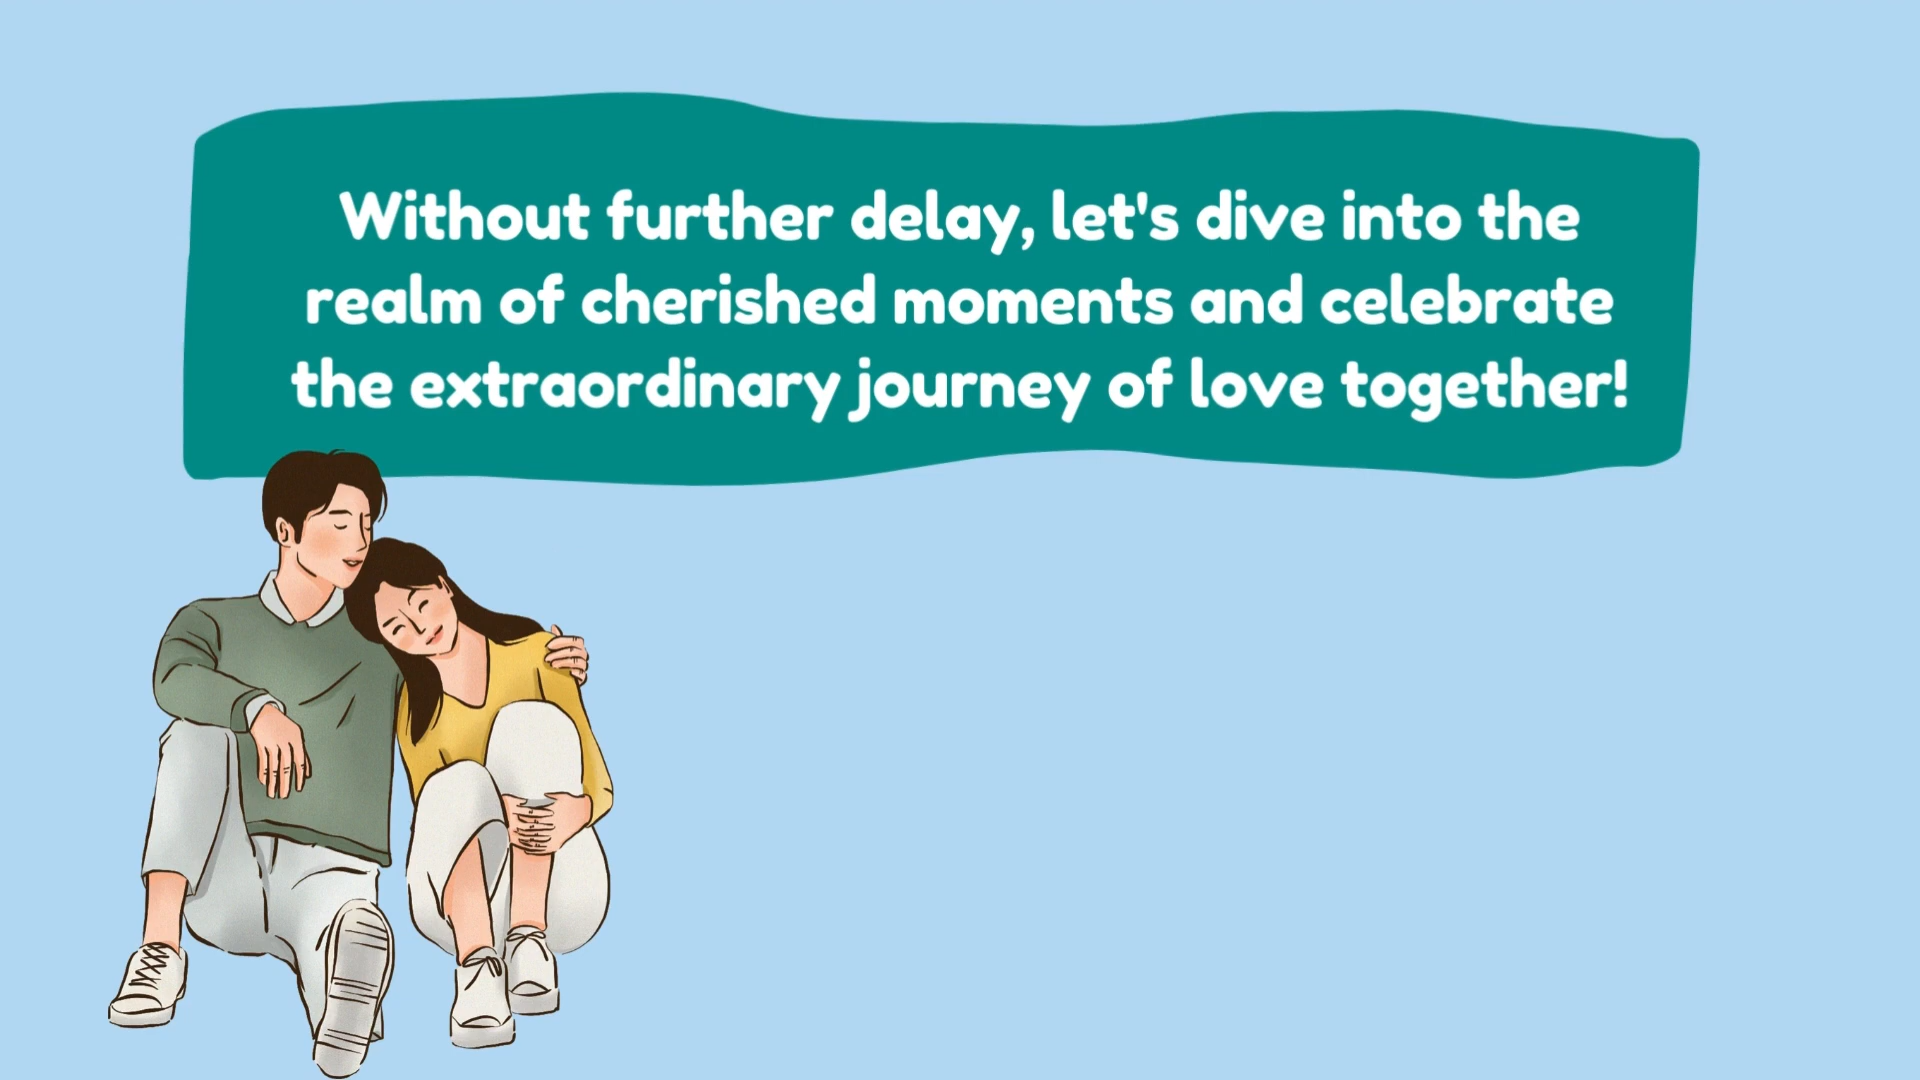 Without further delay, let's dive into the
realm of cherished moments and celebrate
the extraordinary journey of love together!